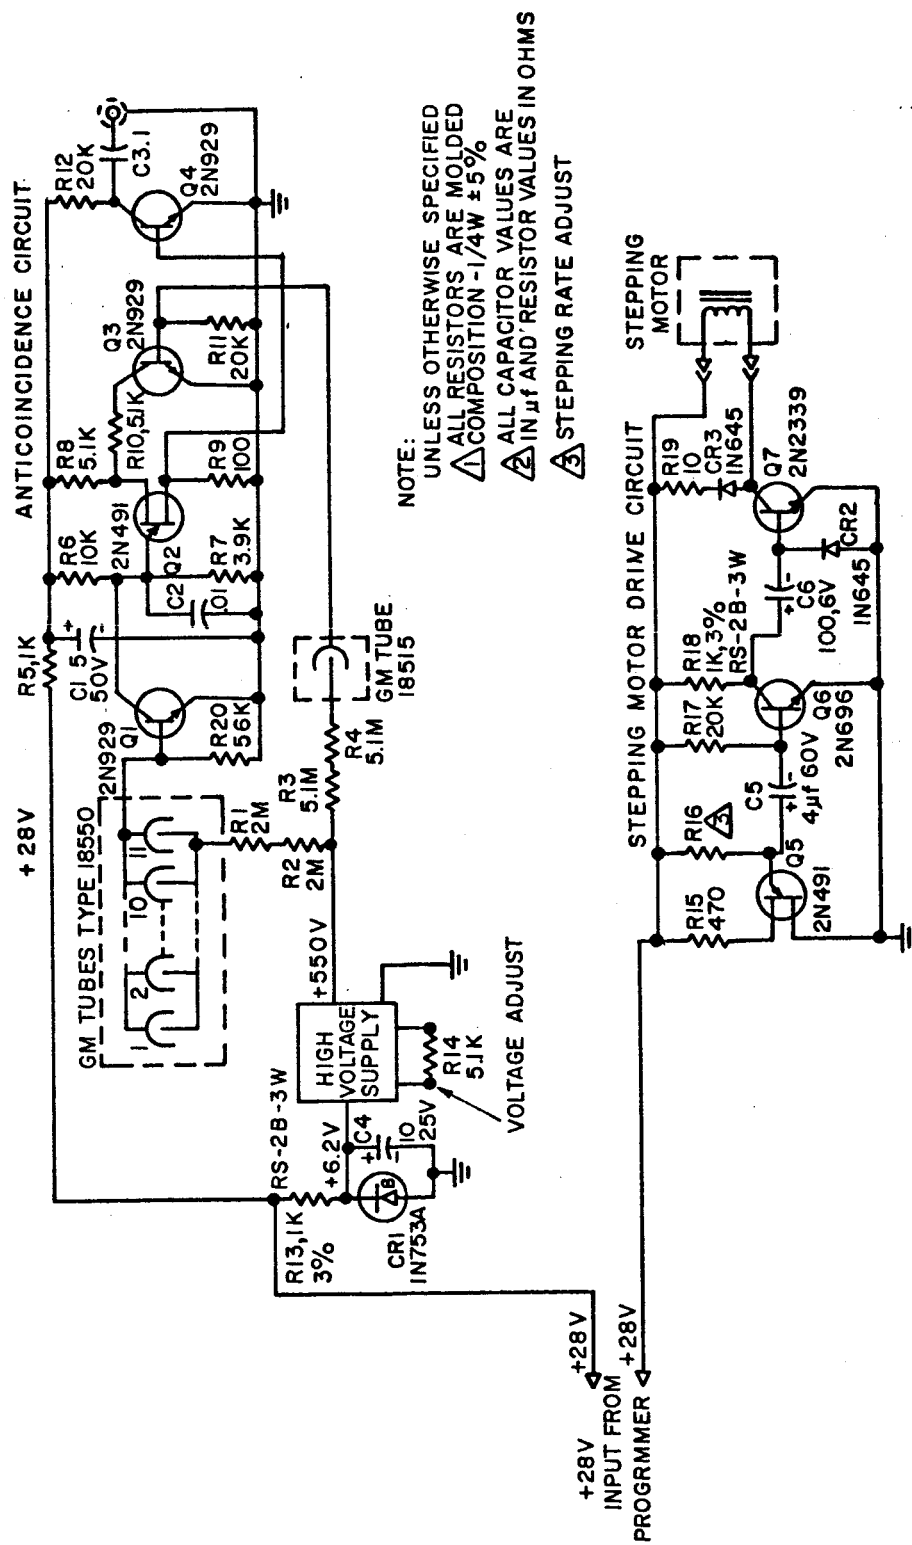 ANTICOINCIDENCE CIRCUIT
+28V
R5,1K
C1 5
50V
R6
10K
R8
5.1K
R12
20K
C3.1
R10,5.1K
Q3
2N929
Q4
2N929
2N491
Q2
C2
.01
R7
3.9K
R9
100
R11
20K
2N929
Q1
R20
56K
GM TUBES TYPE 18550
1
2
10
11
R1
2M
R2
2M
R3
5.1M
R4
5.1M
GM TUBE
18515
+550V
HIGH
VOLTAGE
SUPPLY
R14
5.1K
VOLTAGE ADJUST
RS-2B-3W
+6.2V
C4
10
25V
R13,1K
3%
CR1
1N753A
B
NOTE:
UNLESS OTHERWISE SPECIFIED
1 ALL RESISTORS ARE MOLDED
COMPOSITION -1/4W ±5%
2 ALL CAPACITOR VALUES ARE
IN µf AND RESISTOR VALUES IN OHMS
3 STEPPING RATE ADJUST
+28V
+28V
INPUT FROM
PROGRMMER
+28V
STEPPING MOTOR DRIVE CIRCUIT
STEPPING
MOTOR
R15
470
R16
3
R17
20K
R18
1K,3%
RS-2B-3W
R19
10
CR3
1N645
Q5
2N491
C5
4µf 60V
Q6
2N696
C6
100,6V
1N645
CR2
Q7
2N2339